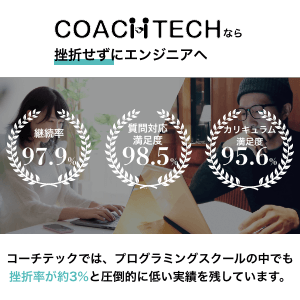 COACHTECHなら
挫折せずにエンジニアへ
継続率
97.9%
質問対応
満足度
98.5%
カリキュラム
満足度
95.6%
コーチテックでは、プログラミングスクールの中でも
挫折率が約3%と圧倒的に低い実績を残しています。